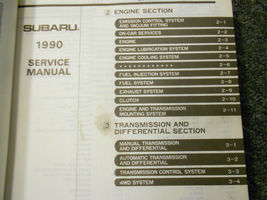 SUBARU
1990
SERVICE
MANUAL
2 ENGINE SECTION
EMISSION CONTROL SYSTEM
AND VACUUM FITTING 2-1
ON-CAR SERVICES 2-2
ENGINE 2-3
ENGINE LUBRICATION SYSTEM 2-4
ENGINE COOLING SYSTEM 2-5
• • • • • • • • • • • • 2-6
FUEL INJECTION SYSTEM 2-7
FUEL SYSTEM 2-8
EXHAUST SYSTEM 2-9
CLUTCH 2-10
ENGINE AND TRANSMISSION
MOUNTING SYSTEM 2-11
3 TRANSMISSION AND
DIFFERENTIAL SECTION
MANUAL TRANSMISSION
AND DIFFERENTIAL 3-1
AUTOMATIC TRANSMISSION
AND DIFFERENTIAL 3-2
TRANSMISSION CONTROL SYSTEM 3-3
4WD SYSTEM 3-4